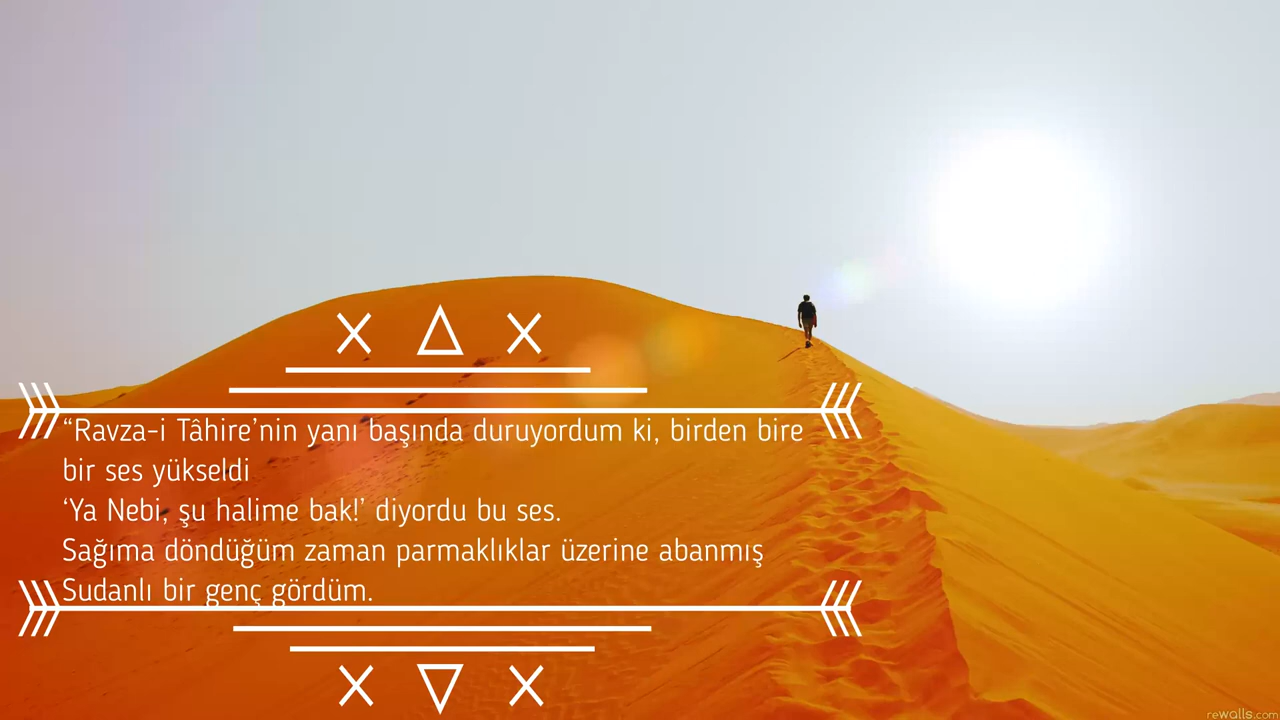 “Ravza-i Tâhire’nin yanı başında duruyordum ki, birden bire
bir ses yükseldi
‘Ya Nebi, şu halime bak!’ diyordu bu ses.
Sağıma döndüğüm zaman parmaklıklar üzerine abanmış
Sudanlı bir genç gördüm.
rewalls.com